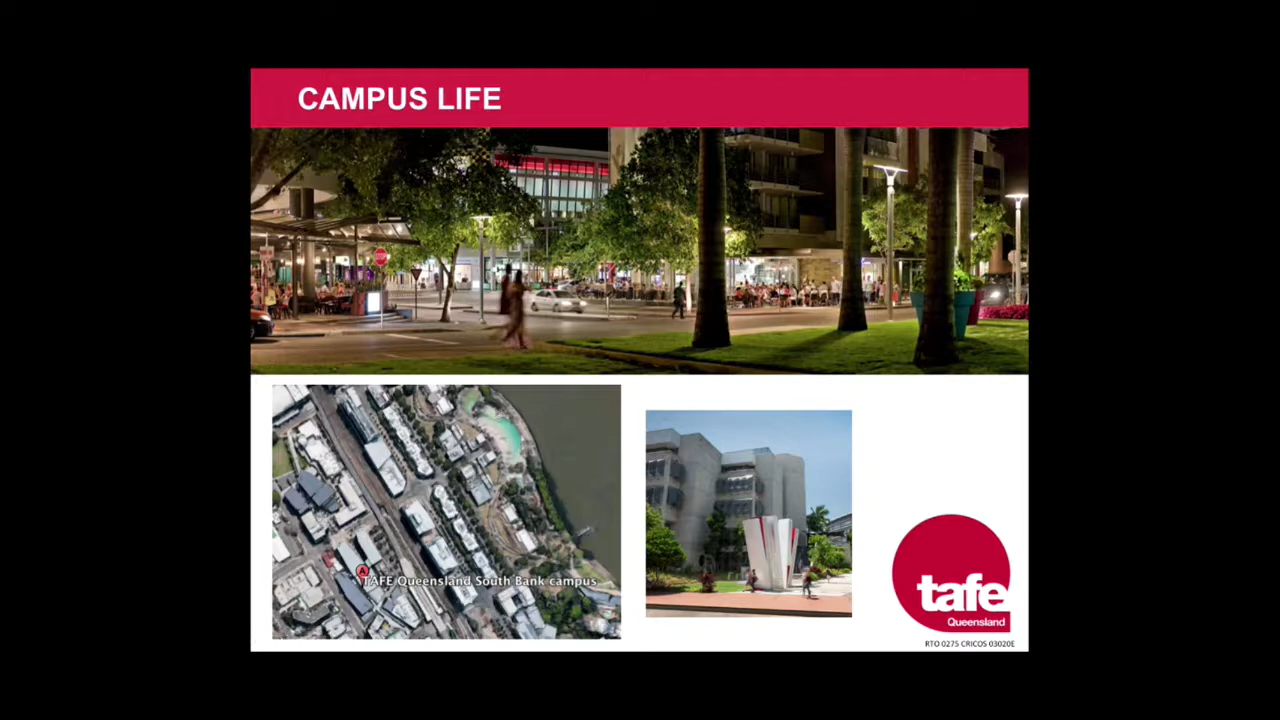 CAMPUS LIFE
A
TAFE Queensland South Bank campus
tafe
Queensland
RTO 0275 CRICOS 03020E